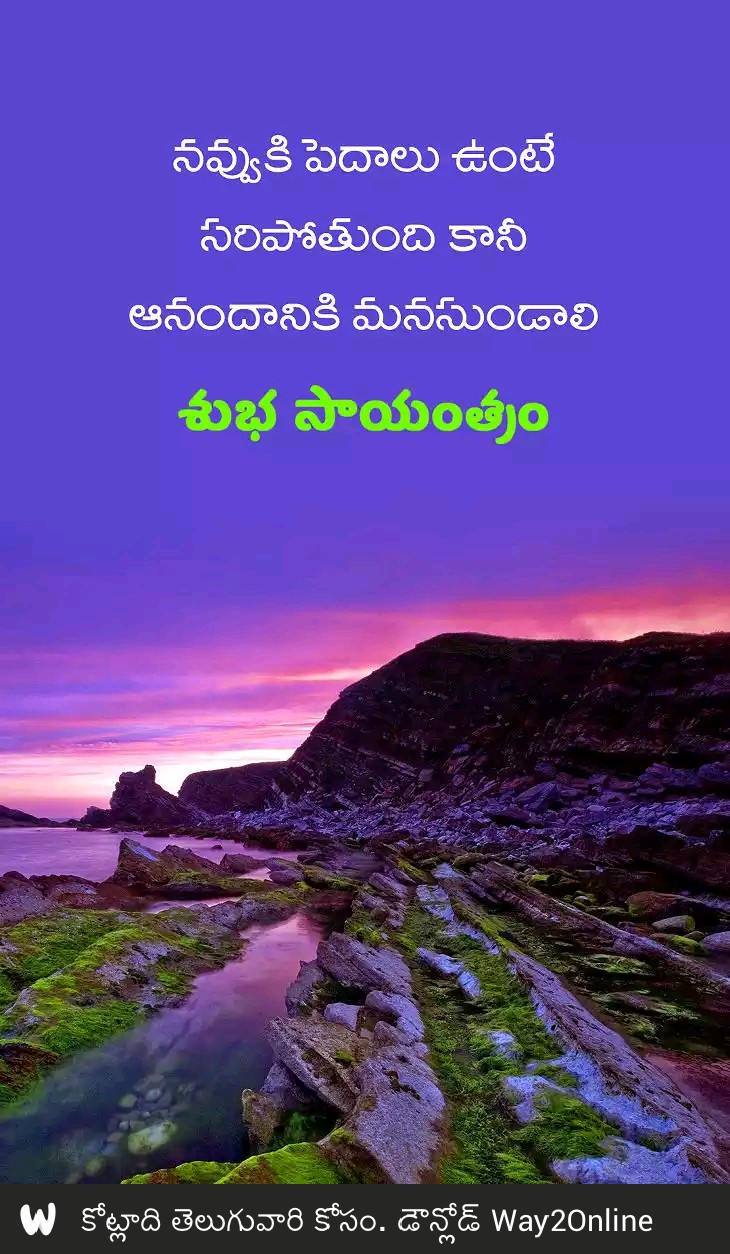 నవ్వుకి పెదాలు ఉంటే
సరిపోతుంది కానీ
ఆనందానికి మనసుండాలి
శుభ సాయంత్రం
కోట్లాది తెలుగువారి కోసం. డౌన్లోడ్ Way2Online